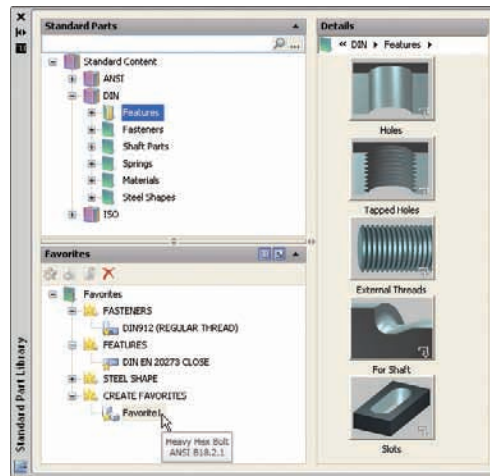 Standard Parts
Standard Content
ANSI
DIN
Features
Fasteners
Shaft Parts
Springs
Materials
Steel Shapes
ISO
Favorites
Favorites
FASTENERS
DIN912 (REGULAR THREAD)
FEATURES
DIN EN 20273 CLOSE
STEEL SHAPE
CREATE FAVORITES
Favorite1
Heavy Hex Bolt
ANSI B18.2.1
Standard Part Library
Details
« DIN ▸ Features ▸
Holes
Tapped Holes
External Threads
For Shaft
Slots